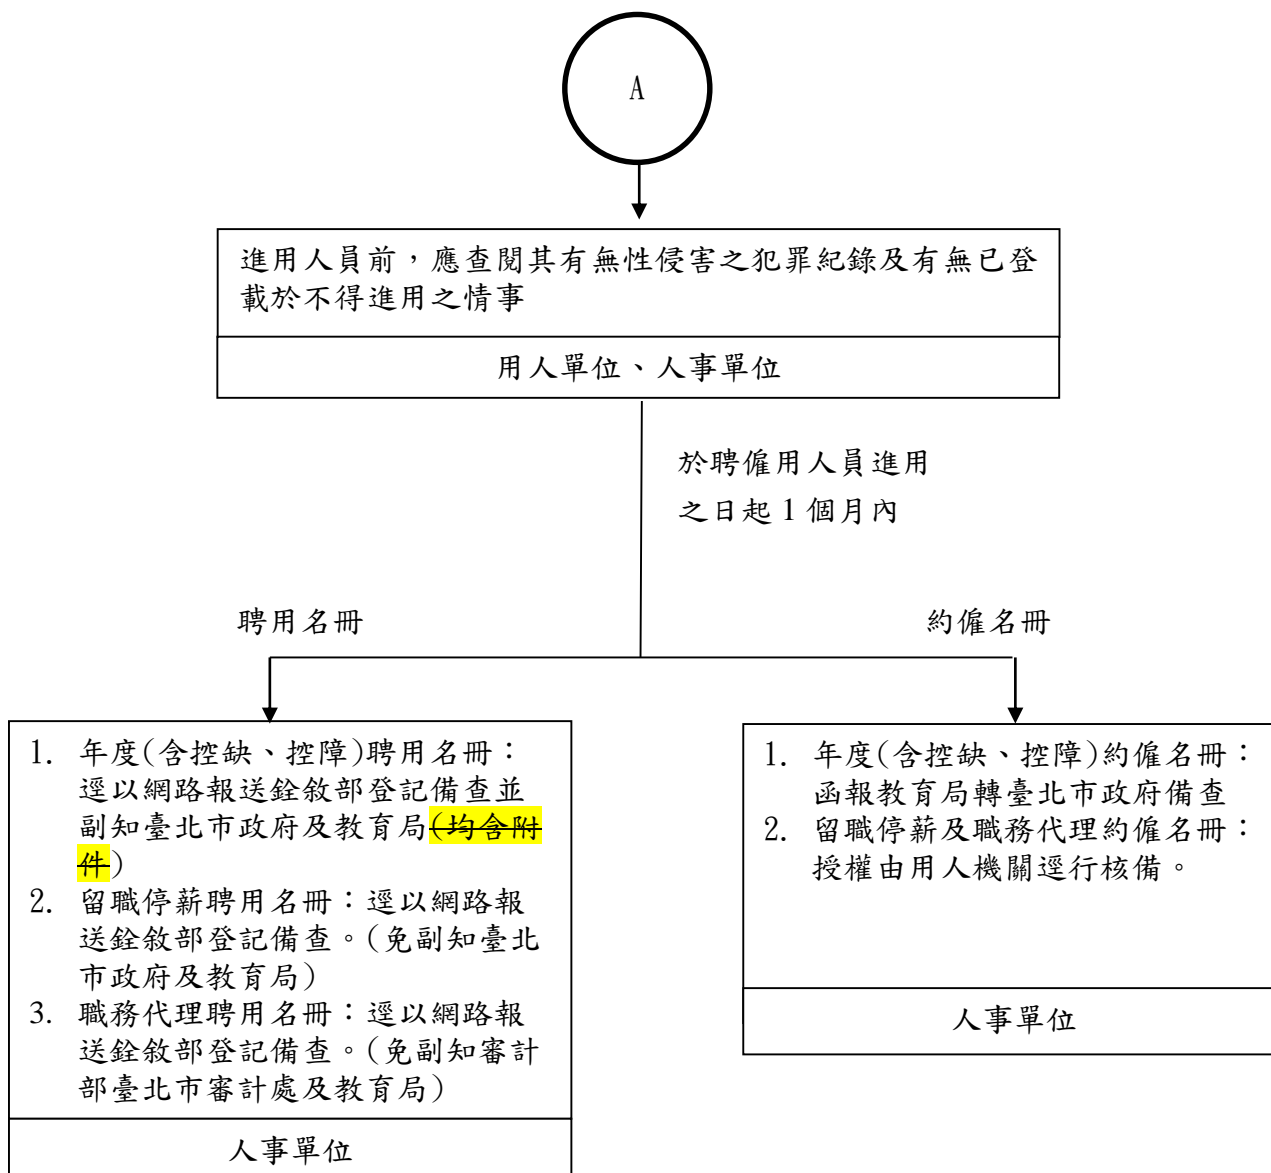 A
進用人員前，應查閱其有無性侵害之犯罪紀錄及有無已登
載於不得進用之情事
用人單位、人事單位
於聘僱用人員進用
之日起1個月內
聘用名冊
約僱名冊
1. 年度(含控缺、控障)聘用名冊：
逕以網路報送銓敘部登記備查並
副知臺北市政府及教育局(均含附
件)
2. 留職停薪聘用名冊：逕以網路報
送銓敘部登記備查。(免副知臺北
市政府及教育局)
3. 職務代理聘用名冊：逕以網路報
送銓敘部登記備查。(免副知審計
部臺北市審計處及教育局)
人事單位
1. 年度(含控缺、控障)約僱名冊：
函報教育局轉臺北市政府備查
2. 留職停薪及職務代理約僱名冊：
授權由用人機關逕行核備。
人事單位